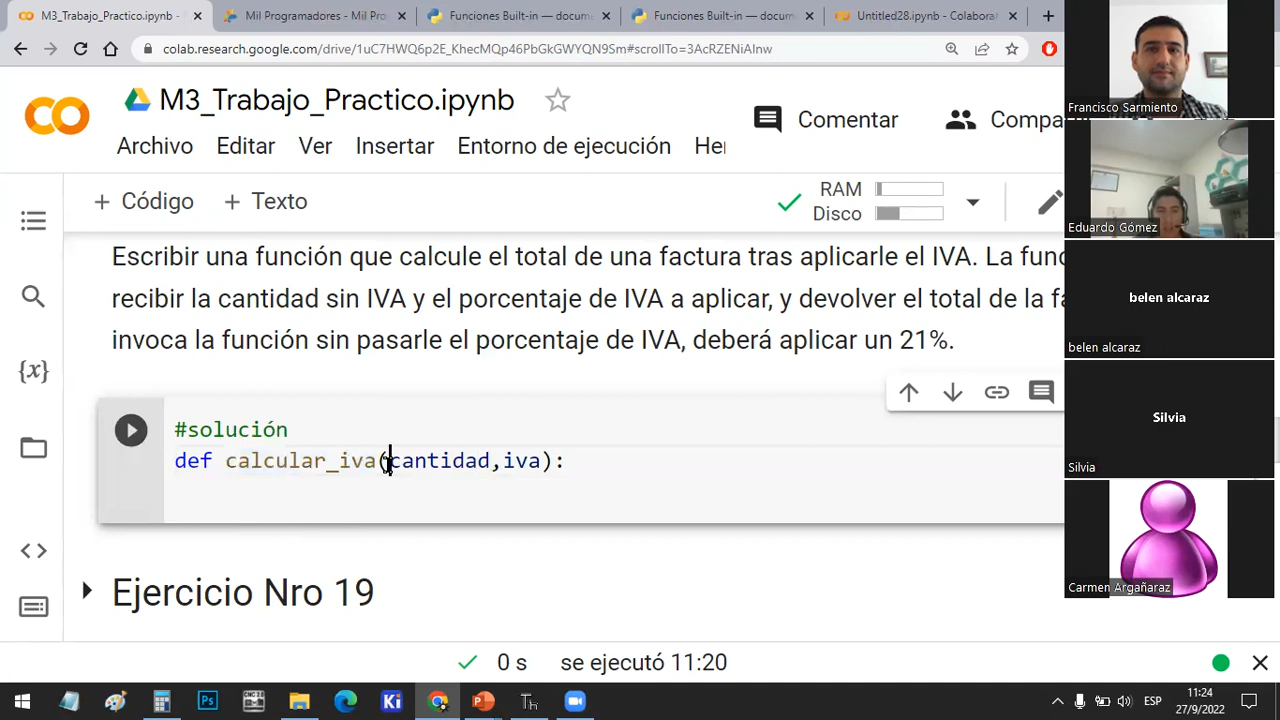 M3_Trabajo_Practico.ipynb -
Mil Programadores - Mil Pro
Funciones Built-in — docume
Funciones Built-in — docum
Untitled28.ipynb - Colabora
colab.research.google.com/drive/1uC7HWQ6p2E_KhecMQp46PbGkGWYQN9Sm#scrollTo=3AcRZENiAlnw
M3_Trabajo_Practico.ipynb
Comentar
Compa
Archivo Editar Ver Insertar Entorno de ejecución Her
+ Código + Texto
RAM
Disco
Escribir una función que calcule el total de una factura tras aplicarle el IVA. La func
recibir la cantidad sin IVA y el porcentaje de IVA a aplicar, y devolver el total de la fa
invoca la función sin pasarle el porcentaje de IVA, deberá aplicar un 21%.
#solución
def calcular_iva(cantidad,iva):
Ejercicio Nro 19
0 s se ejecutó 11:20
Francisco Sarmiento
Eduardo Gómez
belen alcaraz
belen alcaraz
Silvia
Silvia
Carmen Argañaraz
Ps
Ki
Th
ESP
11:24
27/9/2022